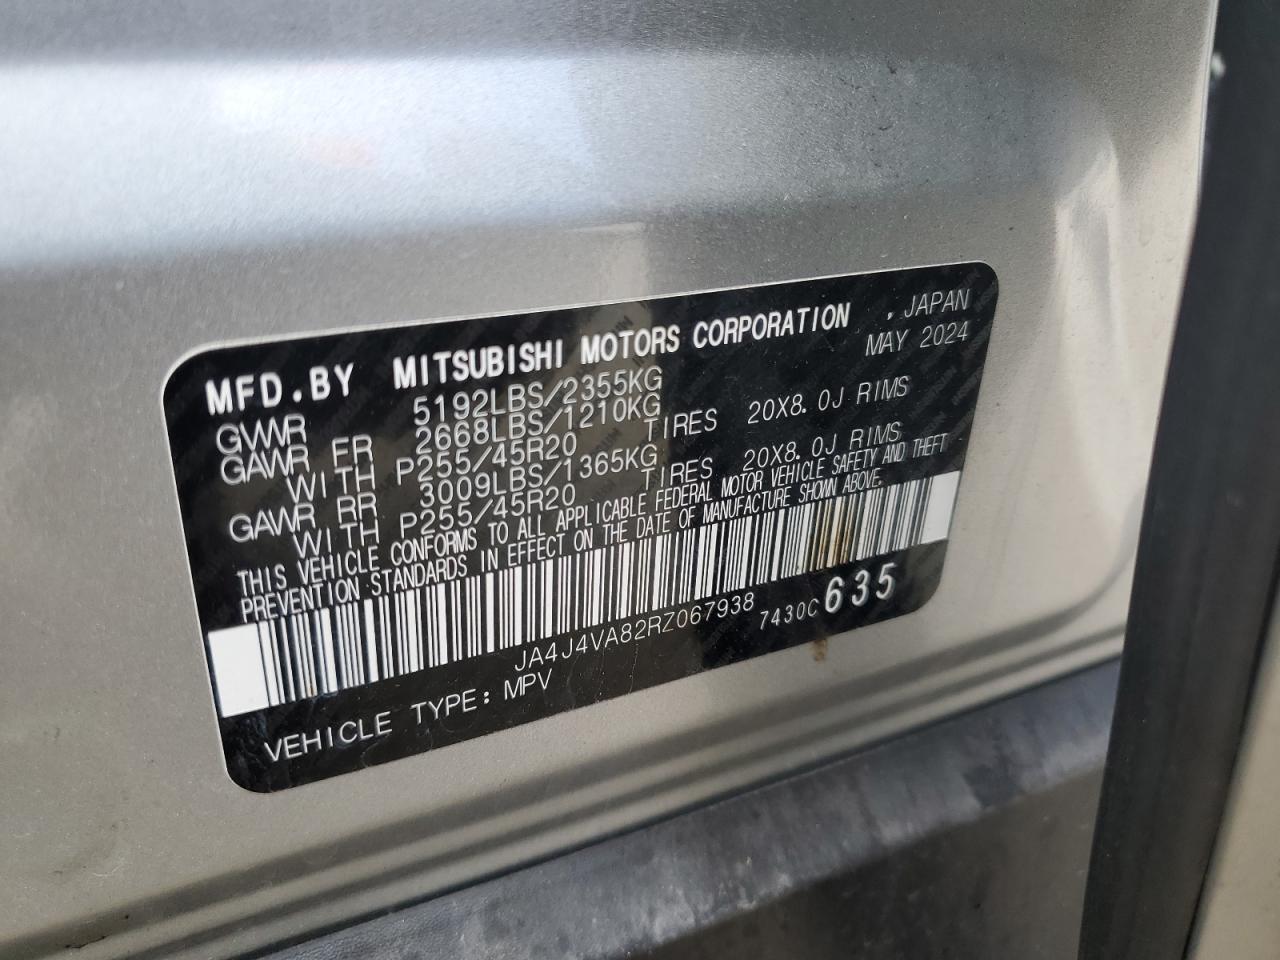 MFD.BY MITSUBISHI MOTORS CORPORATION , JAPAN
GVWR 5192LBS/2355KG MAY 2024
GAWR FR 2668LBS/1210KG
WITH P255/45R20 TIRES 20X8.0J RIMS
GAWR RR 3009LBS/1365KG
WITH P255/45R20 TIRES 20X8.0J RIMS
THIS VEHICLE CONFORMS TO ALL APPLICABLE FEDERAL MOTOR VEHICLE SAFETY AND THEFT
PREVENTION STANDARDS IN EFFECT ON THE DATE OF MANUFACTURE SHOWN ABOVE.
JA4J4VA82RZ067938 7430C 635
VEHICLE TYPE: MPV